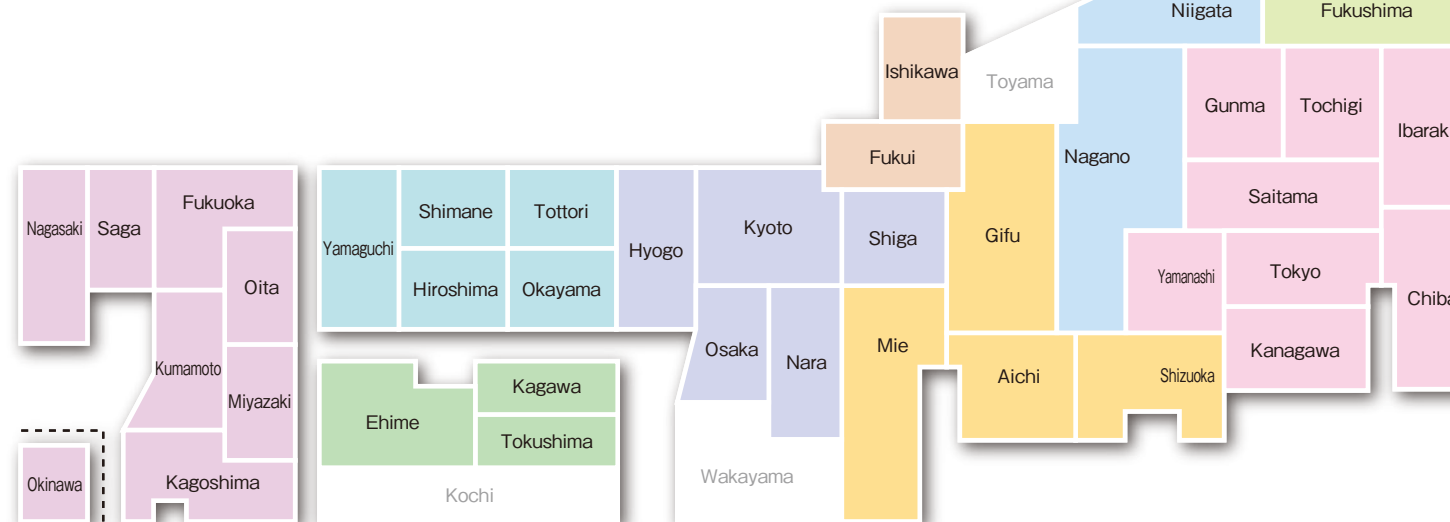 Niigata
Fukushima
Ishikawa
Toyama
Gunma
Tochigi
Ibarak
Fukui
Nagano
Saitama
Nagasaki
Saga
Fukuoka
Yamaguchi
Shimane
Tottori
Hyogo
Kyoto
Shiga
Gifu
Yamanashi
Tokyo
Oita
Hiroshima
Okayama
Chiba
Osaka
Nara
Mie
Kanagawa
Kumamoto
Miyazaki
Aichi
Shizuoka
Ehime
Kagawa
Tokushima
Okinawa
Kagoshima
Kochi
Wakayama